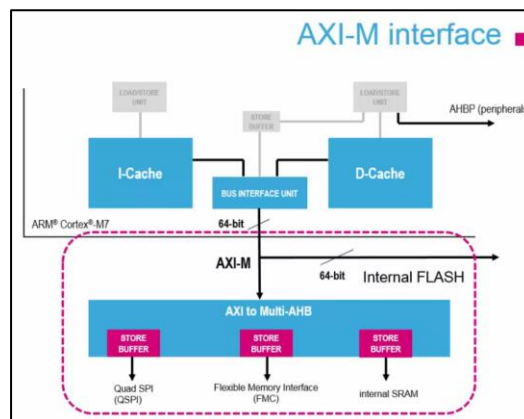 AXI-M interface
LOAD/STORE
UNIT
STORE
BUFFER
LOAD/STORE
UNIT
AHBP (peripherals
I-Cache
D-Cache
BUS INTERFACE UNIT
ARM® Cortex®-M7
64-bit
AXI-M
64-bit
Internal FLASH
AXI to Multi-AHB
STORE
BUFFER
STORE
BUFFER
STORE
BUFFER
Quad SPI
(QSPI)
Flexible Memory Interface
(FMC)
internal SRAM